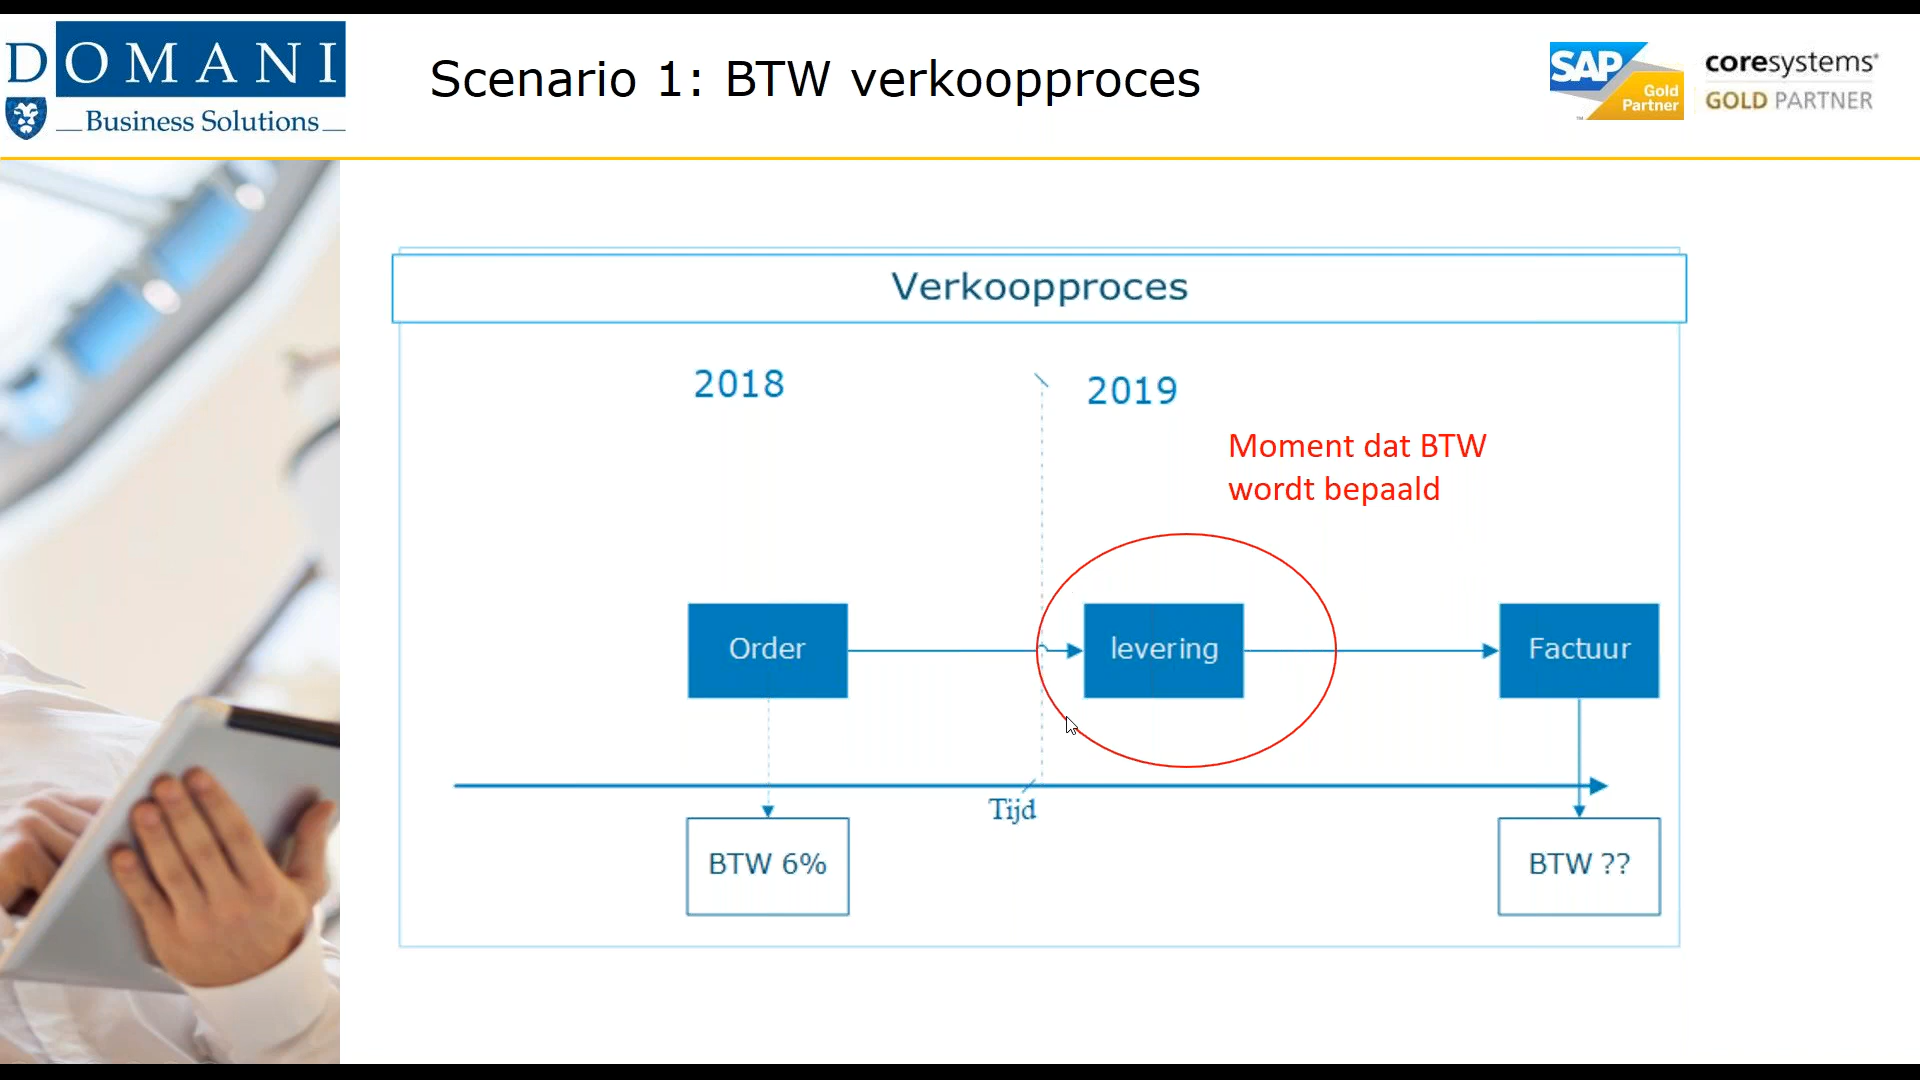 DOMANI
Business Solutions
Scenario 1: BTW verkoopproces
SAP
Gold
Partner
™
coresystems®
GOLD PARTNER
Verkoopproces
2018
2019
Moment dat BTW
wordt bepaald
Order
levering
Factuur
Tijd
BTW 6%
BTW ??